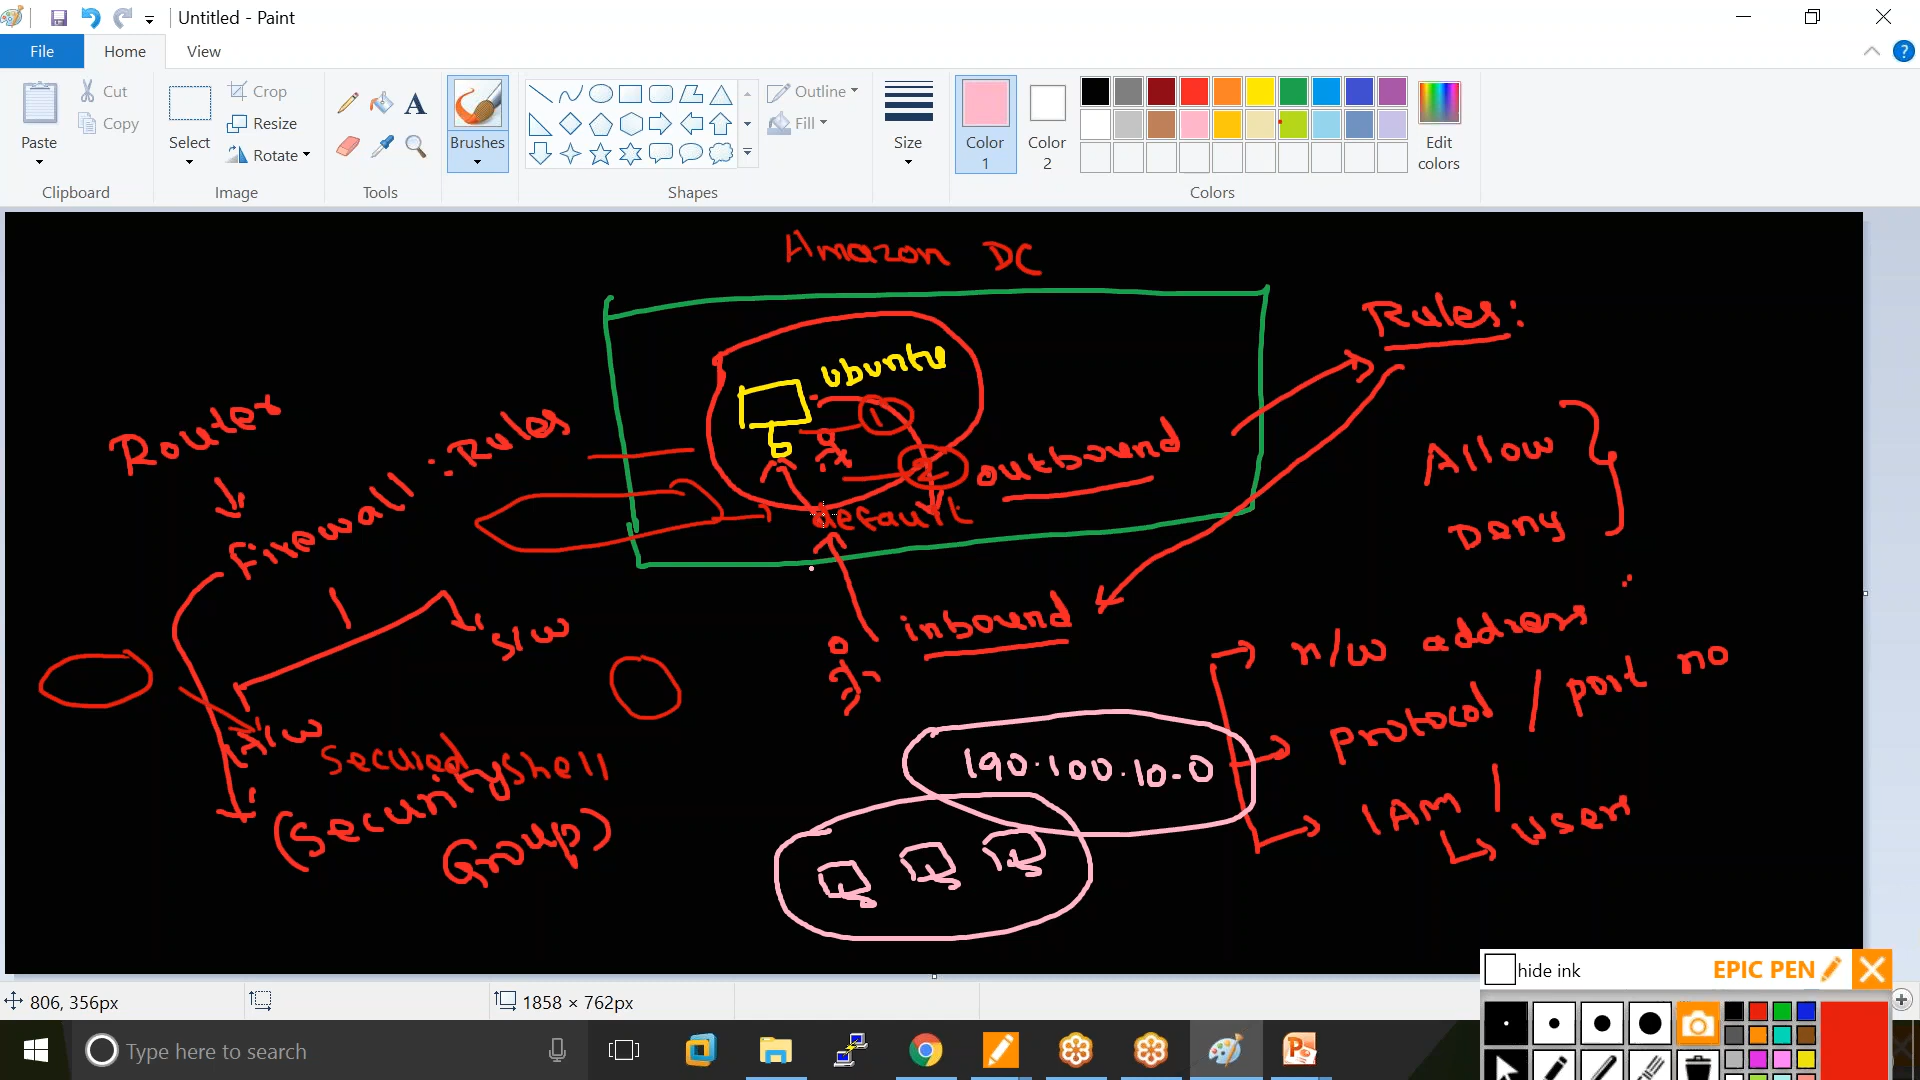 Untitled - Paint
File
Home
View
Paste
Cut
Copy
Clipboard
Select
Crop
Resize
Rotate
Image
A
Tools
Brushes
Shapes
Outline
Fill
Size
Color 1
Color 2
Colors
Edit colors
?
Amazon DC
Rules:
ubuntu
1
2
outbound
default
Router
Firewall : Rules
H/W
S/W
Secured Shell
(Security
Group)
inbound
Allow
Deny
n/w address
protocol / port no
IAM /
Users
190.100.10.0
hide ink
EPIC PEN
806, 356px
1858 × 762px
Type here to search